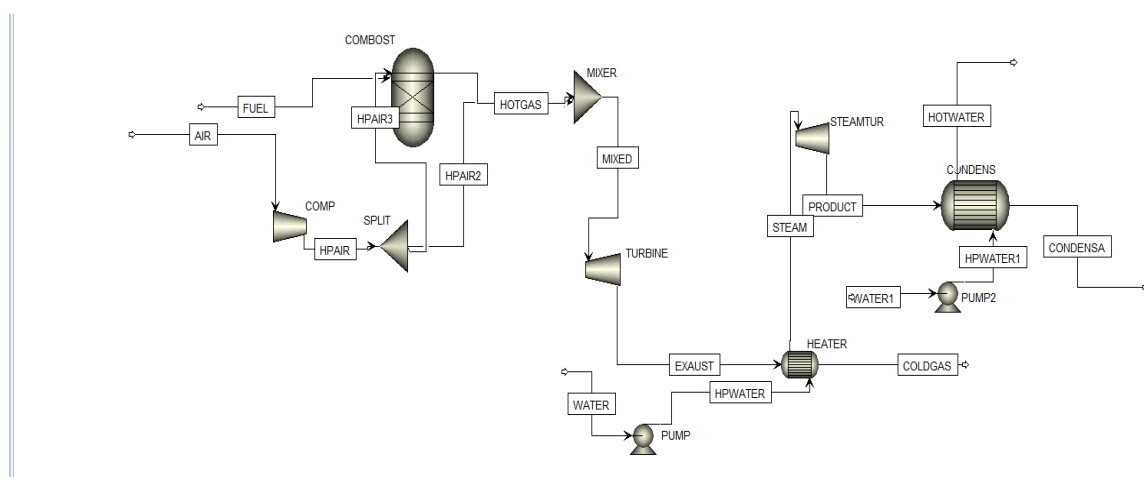 COMBOST
MIXER
FUEL
HOTGAS
HPAIR3
AIR
STEAMTUR
HOTWATER
MIXED
CONDENS
HPAIR2
COMP
SPLIT
PRODUCT
STEAM
HPAIR
CONDENSA
TURBINE
HPWATER1
WATER1
PUMP2
HEATER
EXAUST
COLDGAS
HPWATER
WATER
PUMP